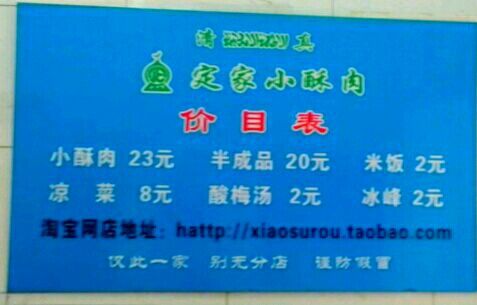 清 真
定家小酥肉
价目表
小酥肉 23元 半成品 20元 米饭 2元
凉菜 8元 酸梅汤 2元 冰峰 2元
淘宝网店地址: hattp://xiaosurou.taobao.com
仅此一家 别无分店 谨防假冒